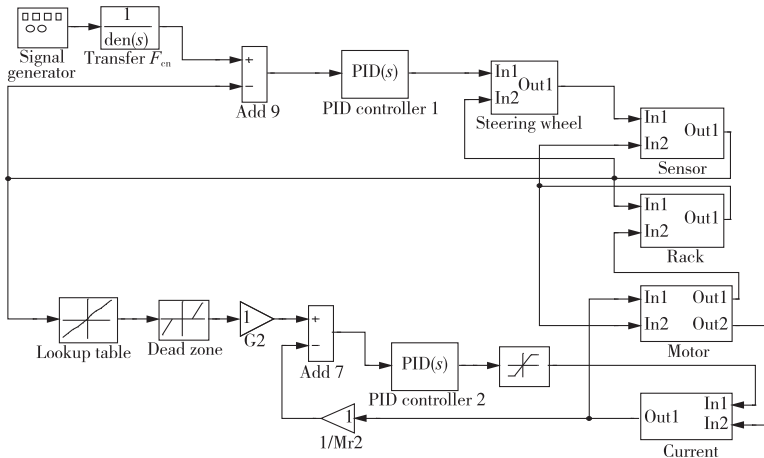 1
den(s)
Signal
generator
Transfer Fcn
+
−
Add 9
PID(s)
PID controller 1
In1
In2
Out1
Steering wheel
In1
In2
Out1
Sensor
In1
In2
Out1
Rack
In1
In2
Out1
Out2
Motor
Lookup table
Dead zone
1
G2
+
−
Add 7
PID(s)
PID controller 2
1
1/Mr2
Out1
In1
In2
Current